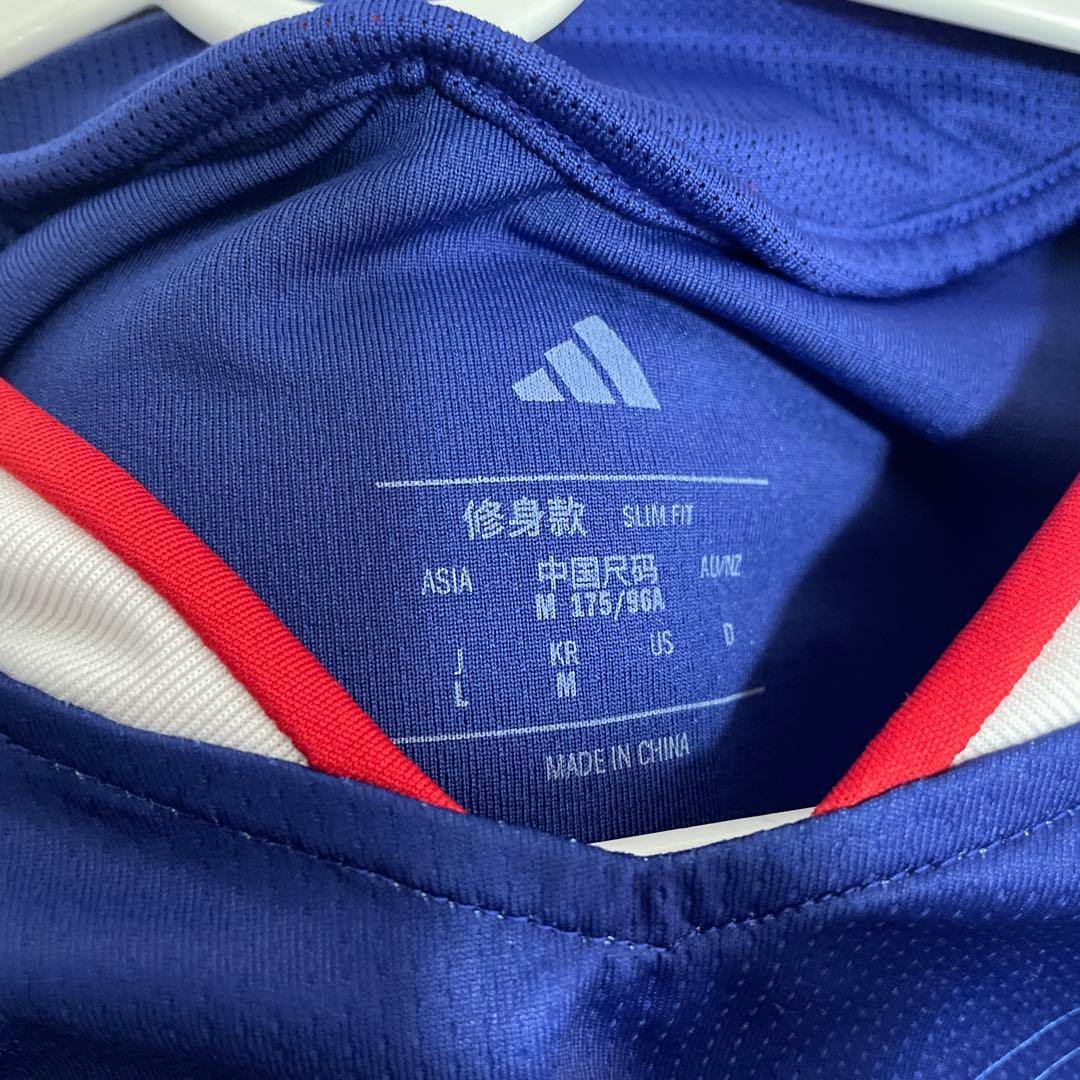 修身款 SLIM FIT
ASIA 中国尺码 AU/NZ
M 175/96A
J KR US D
L M
MADE IN CHINA